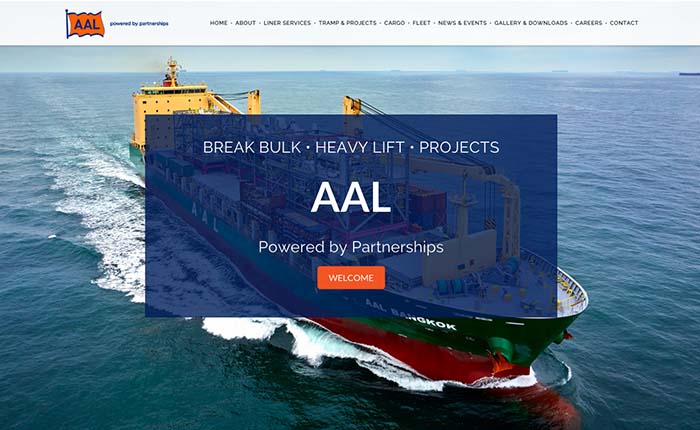 AAL
powered by partnerships
HOME • ABOUT • LINER SERVICES • TRAMP & PROJECTS • CARGO • FLEET • NEWS & EVENTS • GALLERY & DOWNLOADS • CAREERS • CONTACT
BREAK BULK • HEAVY LIFT • PROJECTS
AAL
Powered by Partnerships
WELCOME
AAL
AAL BANGKOK